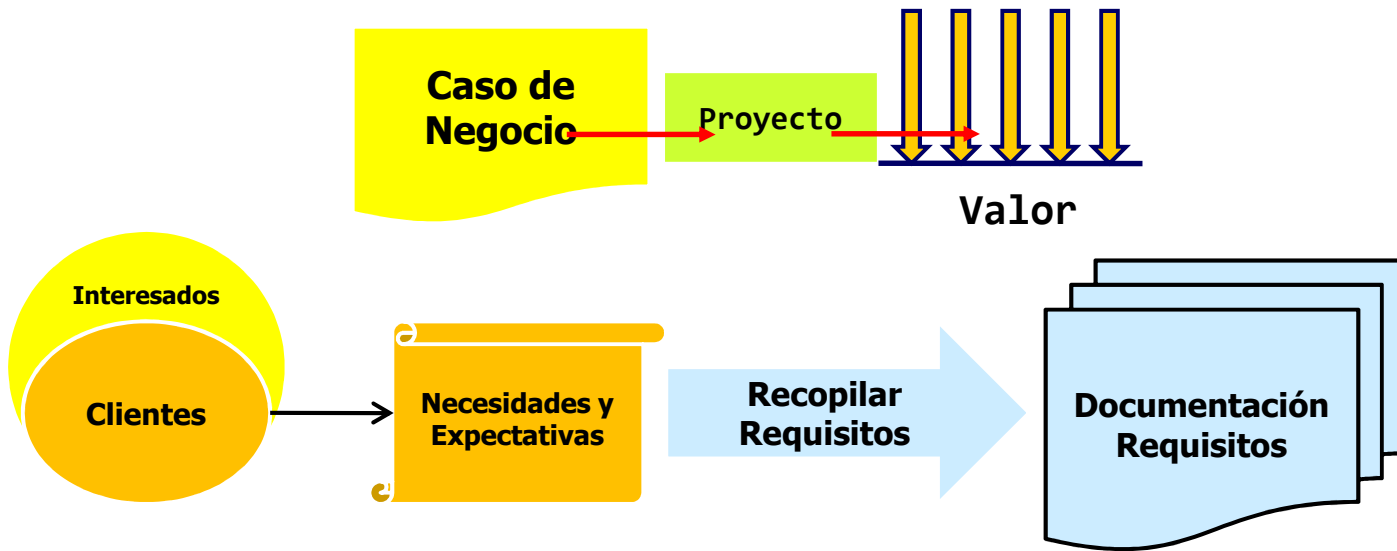 Caso de
Negocio
Proyecto
Valor
Interesados
Clientes
Necesidades y
Expectativas
Recopilar
Requisitos
Documentación
Requisitos